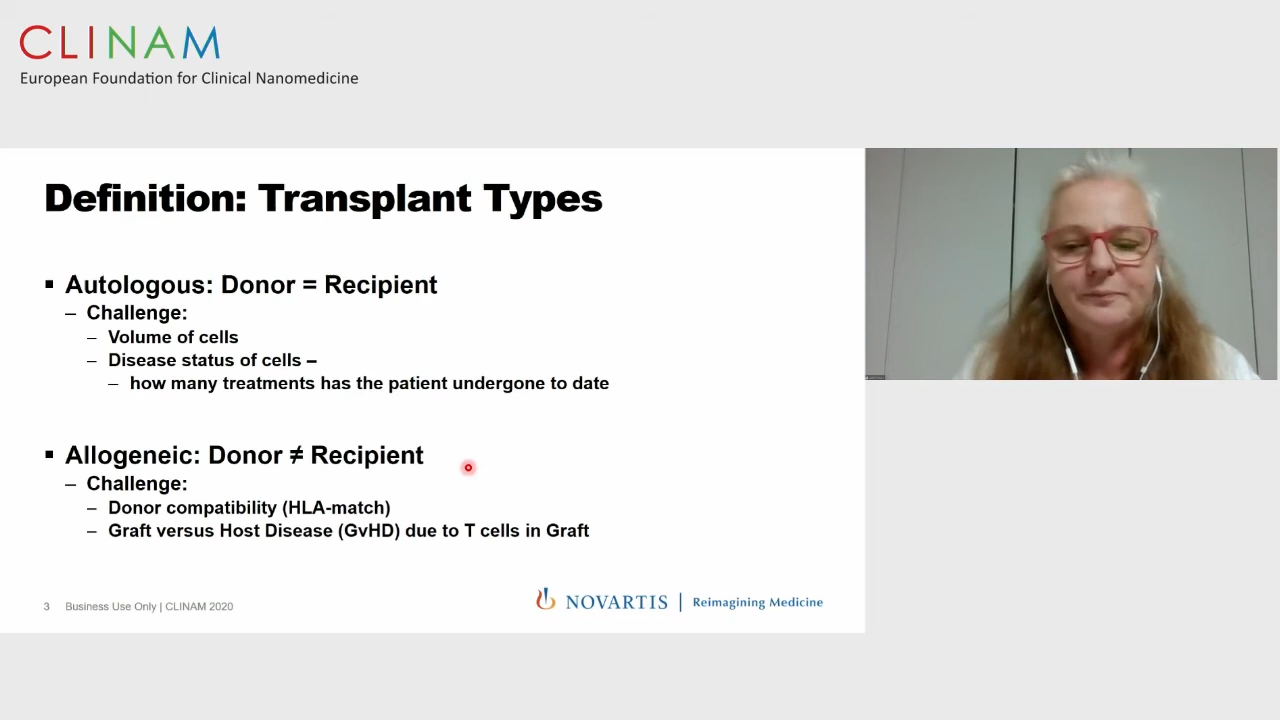 CLINAM
European Foundation for Clinical Nanomedicine
Definition: Transplant Types
▪ Autologous: Donor = Recipient
– Challenge:
– Volume of cells
– Disease status of cells –
– how many treatments has the patient undergone to date
▪ Allogeneic: Donor ≠ Recipient
– Challenge:
– Donor compatibility (HLA-match)
– Graft versus Host Disease (GvHD) due to T cells in Graft
3 Business Use Only | CLINAM 2020
NOVARTIS | Reimagining Medicine